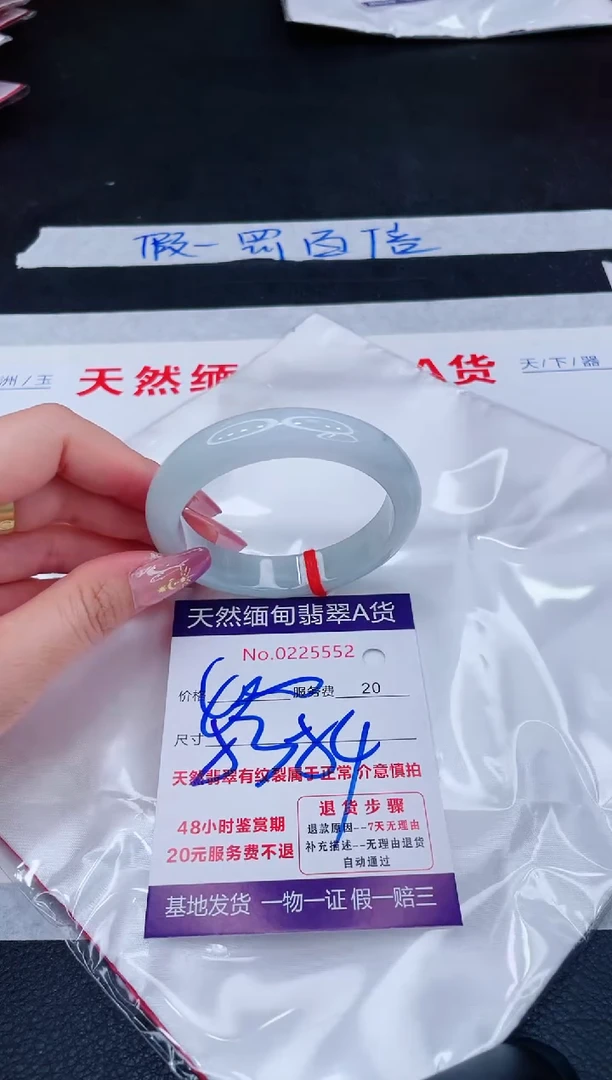 假一罚百倍
洲/玉 天然缅 A货 天/下/器
天然缅甸翡翠A货
No.0225552
价格 服务费 20
尺寸
天然翡翠有纹裂属于正常 介意慎拍
48小时鉴赏期
20元服务费不退
退货步骤
退款原因--7天无理由
补充描述--无理由退货
自动通过
基地发货 一物一证 假一赔三